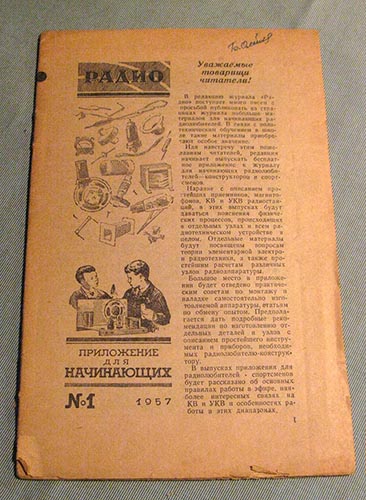 РАДИО
ПРИЛОЖЕНИЕ
ДЛЯ
НАЧИНАЮЩИХ
№1 1957
Уважаемые
товарищи
читатели!
В редакцию журнала «Ра-
дио» поступает много писем с
просьбой публиковать на стра-
ницах журнала побольше ма-
териалов для начинающих ра-
диолюбителей. В связи с поли-
техническим обучением в шко-
ле такие материалы приобре-
тают особое значение.
Идя навстречу этим поже-
ланиям читателей, редакция
начинает выпускать бесплат-
ное приложение к журналу
для начинающих радиолюби-
телей — конструкторов и спорт-
сменов.
Наравне с описанием про-
стейших приемников, магнито-
фонов, КВ и УКВ радиостан-
ций, в этих выпусках будут
даваться пояснения физиче-
ских процессов, происходящих
в отдельных узлах и всем
радиотехническом устройстве в
целом. Отдельные материалы
будут посвящены вопросам
теории элементарной электро-
и радиотехники, а также про-
стейшим расчетам различных
узлов радиоаппаратуры.
Большое место в приложе-
нии будет отведено практиче-
ским советам по монтажу и
наладке самостоятельно изго-
товляемой аппаратуры, статьям
по обмену опытом. Предпола-
гается дать подробные реко-
мендации по изготовлению от-
дельных деталей и узлов с
описанием простейшего инстру-
мента и приборов, необходи-
мых радиолюбителю-конструк-
тору.
В выпусках приложения для
радиолюбителей - спортсменов
будет рассказано об основных
правилах работы в эфире, наи-
более интересных связях на
КВ и УКВ и особенностях ра-
боты в этих диапазонах.
1